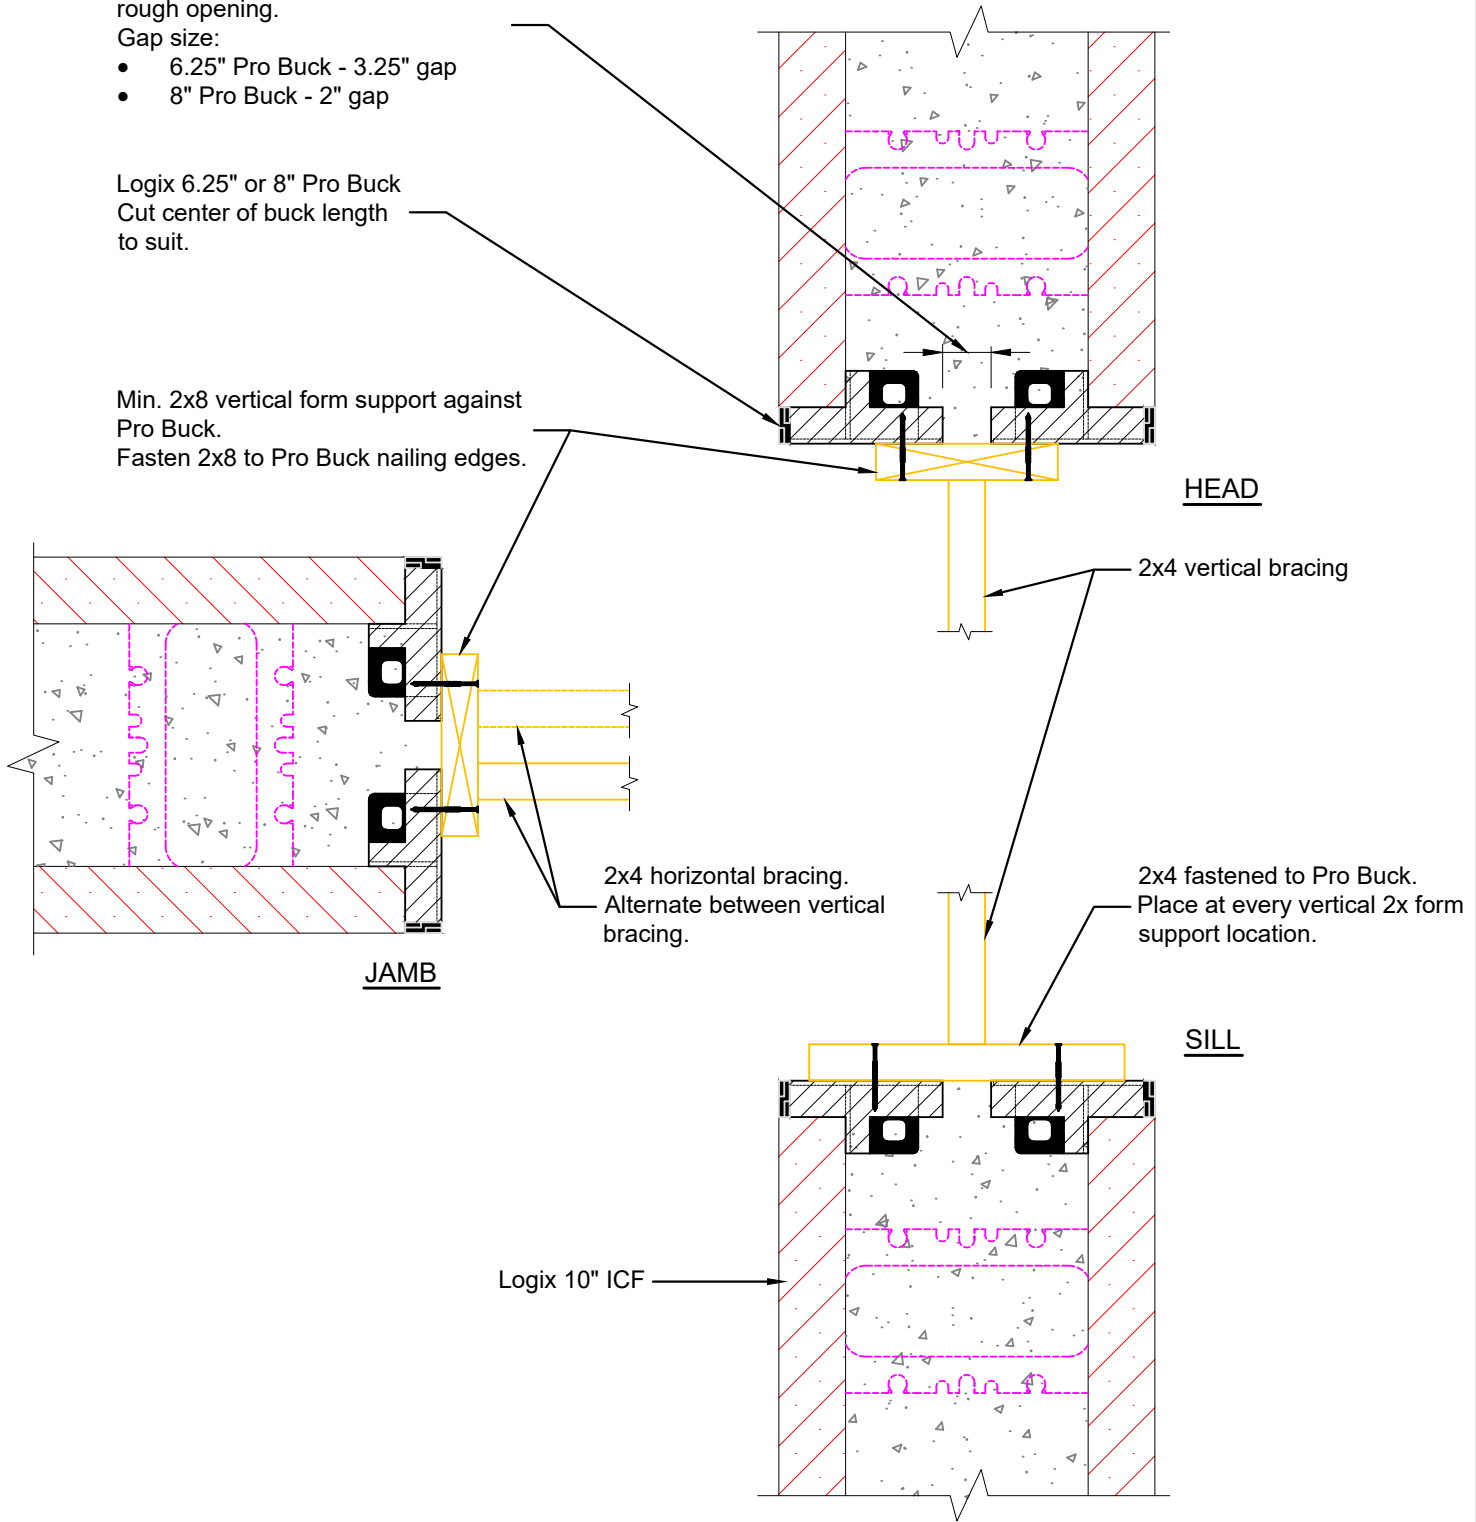 rough opening.
Gap size:
• 6.25" Pro Buck - 3.25" gap
• 8" Pro Buck - 2" gap
Logix 6.25" or 8" Pro Buck
Cut center of buck length
to suit.
Min. 2x8 vertical form support against
Pro Buck.
Fasten 2x8 to Pro Buck nailing edges.
HEAD
2x4 vertical bracing
2x4 horizontal bracing.
Alternate between vertical
bracing.
2x4 fastened to Pro Buck.
Place at every vertical 2x form
support location.
JAMB
SILL
Logix 10" ICF